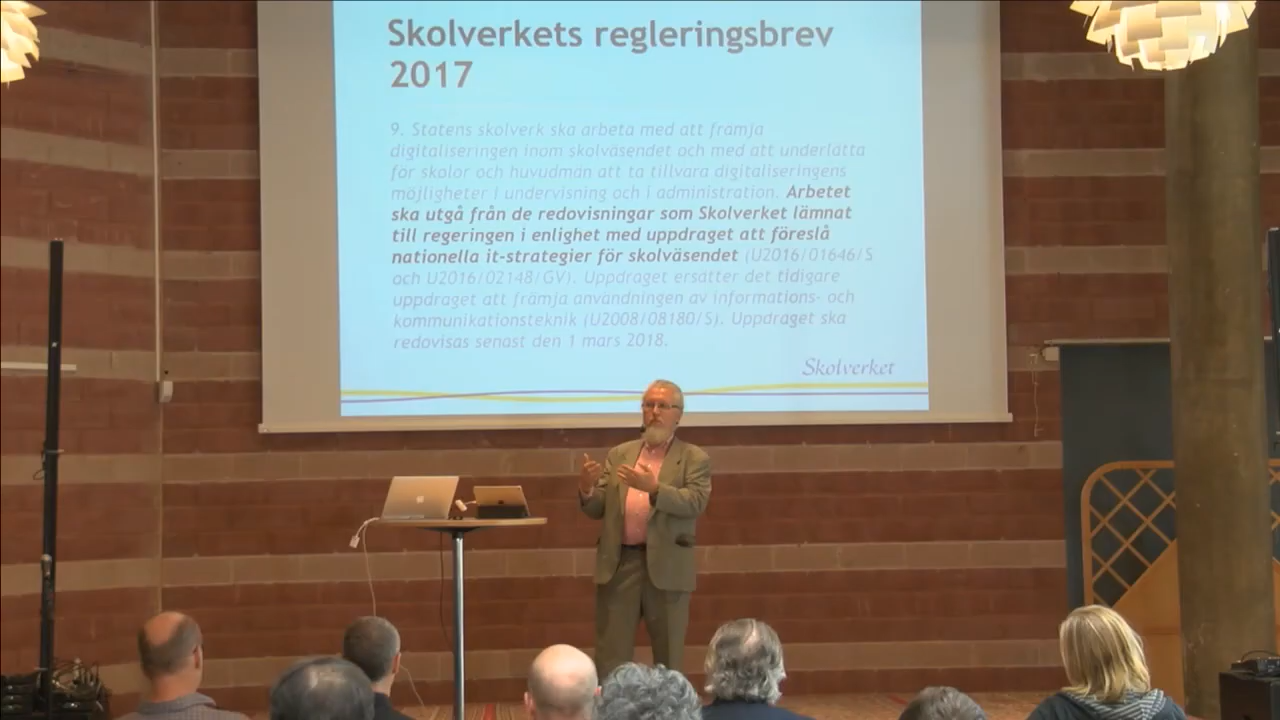 Skolverkets regleringsbrev
2017
9. Statens skolverk ska arbeta med att främja
digitaliseringen inom skolväsendet och med att underlätta
för skolor och huvudmän att ta tillvara digitaliseringens
möjligheter i undervisning och i administration. Arbetet
ska utgå från de redovisningar som Skolverket lämnat
till regeringen i enlighet med uppdraget att föreslå
nationella it-strategier för skolväsendet (U2016/01646/S
och U2016/02148/GV). Uppdraget ersätter det tidigare
uppdraget att främja användningen av informations- och
kommunikationsteknik (U2008/08180/S). Uppdraget ska
redovisas senast den 1 mars 2018.
Skolverket